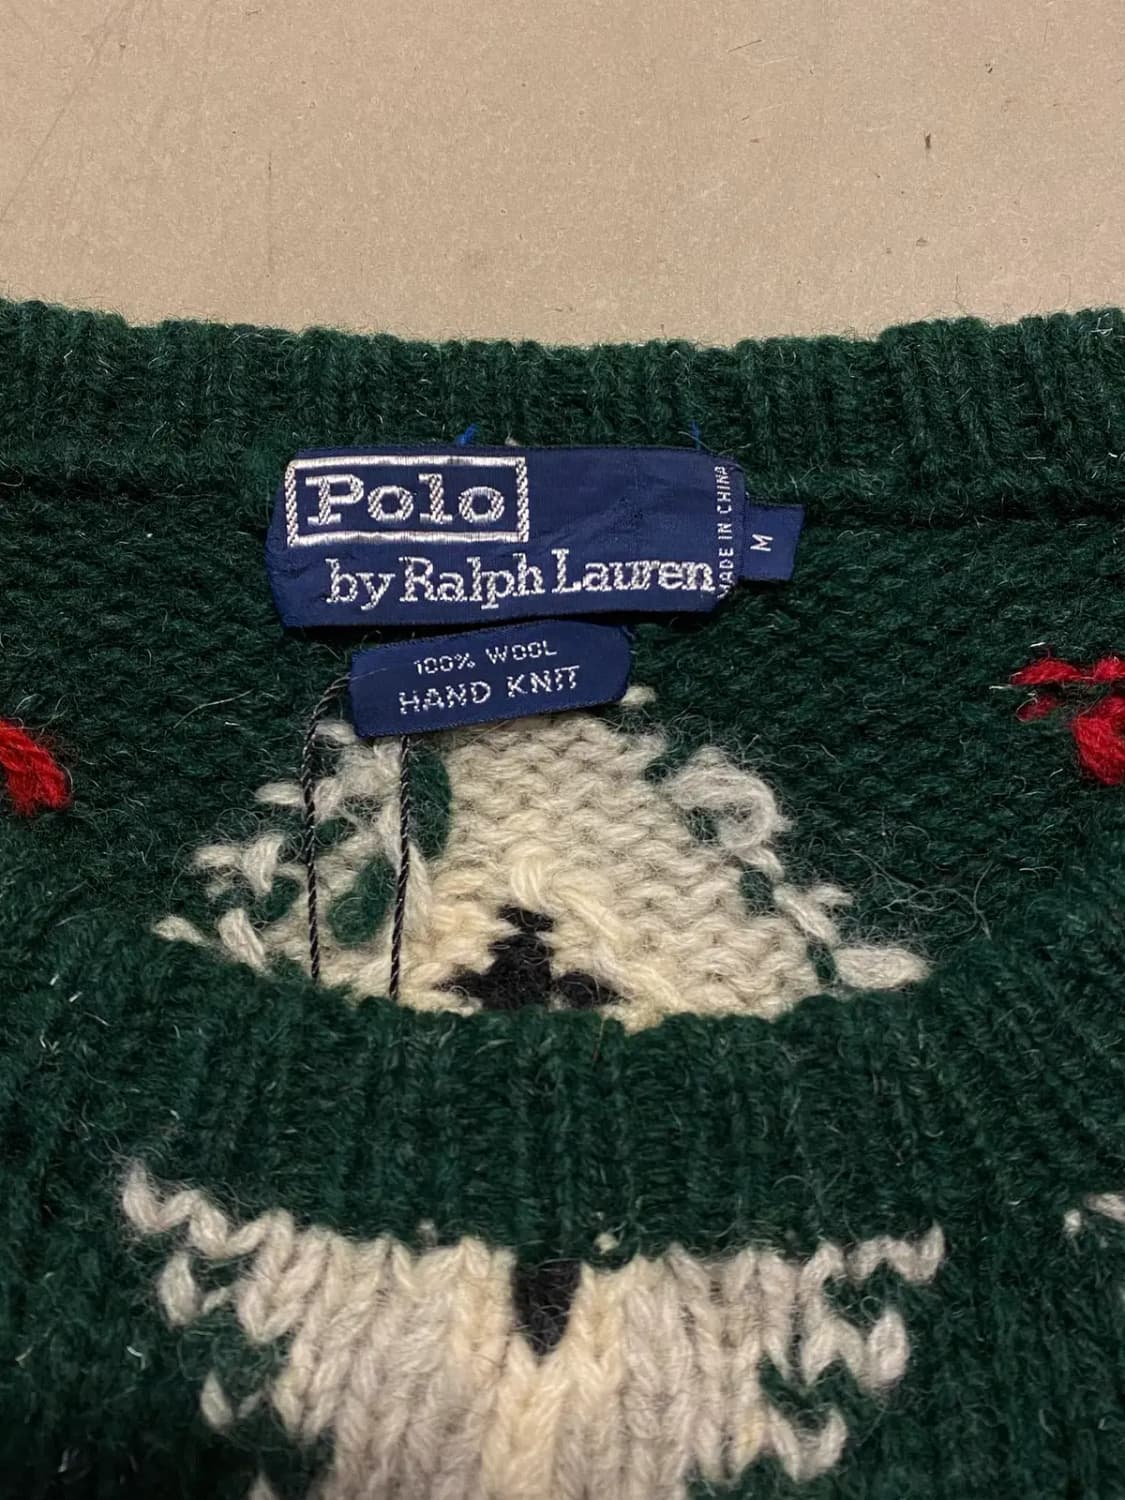 Polo
by Ralph Lauren
MADE IN CHINA
M
100% WOOL
HAND KNIT